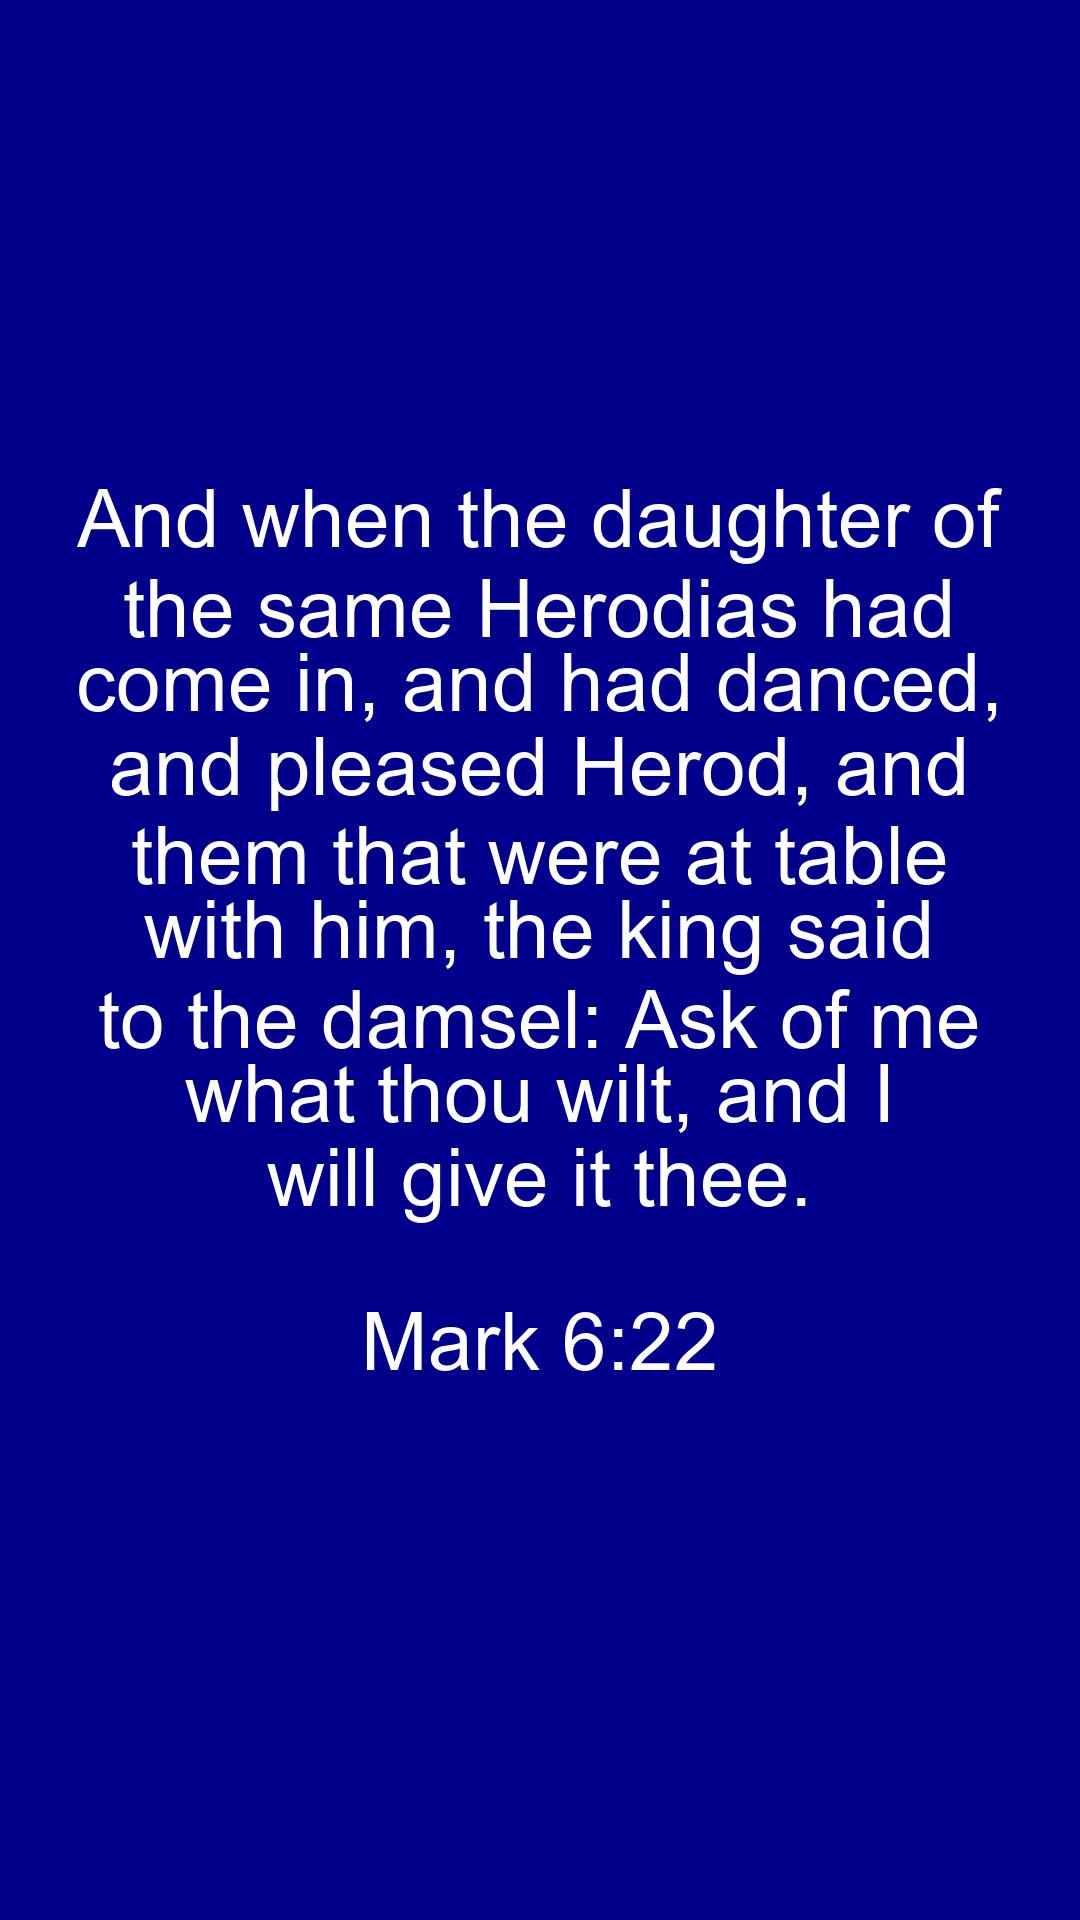 And when the daughter of
the same Herodias had
come in, and had danced,
and pleased Herod, and
them that were at table
with him, the king said
to the damsel: Ask of me
what thou wilt, and I
will give it thee.
Mark 6:22